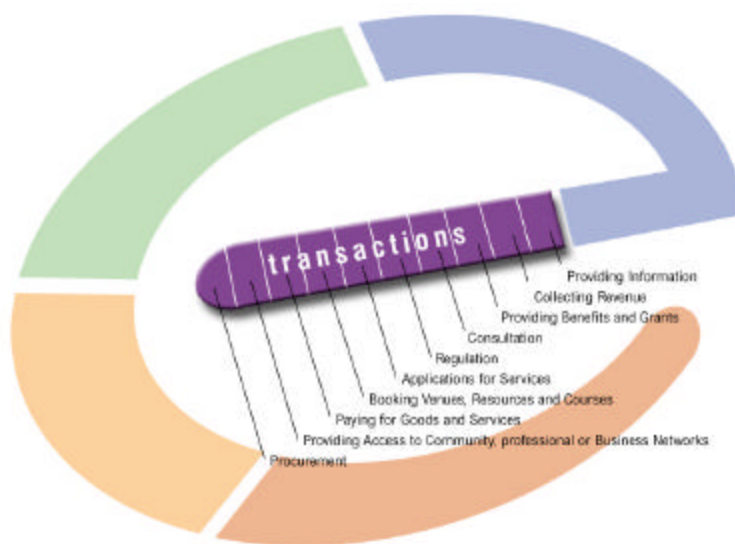 transactions
Providing Information
Collecting Revenue
Providing Benefits and Grants
Consultation
Regulation
Applications for Services
Booking Venues, Resources and Courses
Paying for Goods and Services
Providing Access to Community, professional or Business Networks
Procurement